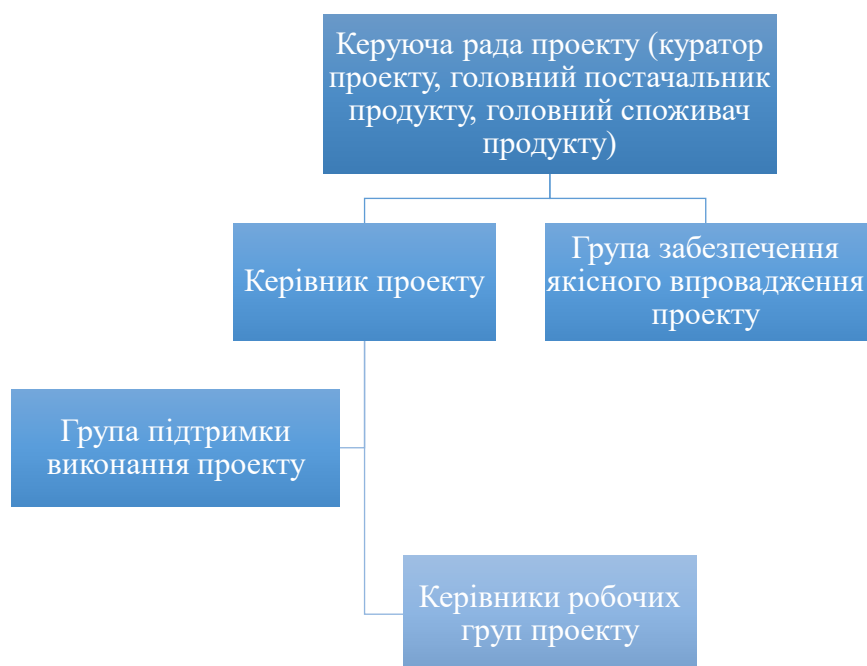 Керуюча рада проекту (куратор
проекту, головний постачальник
продукту, головний споживач
продукту)
Керівник проекту
Група забезпечення
якісного впровадження
проекту
Група підтримки
виконання проекту
Керівники робочих
груп проекту